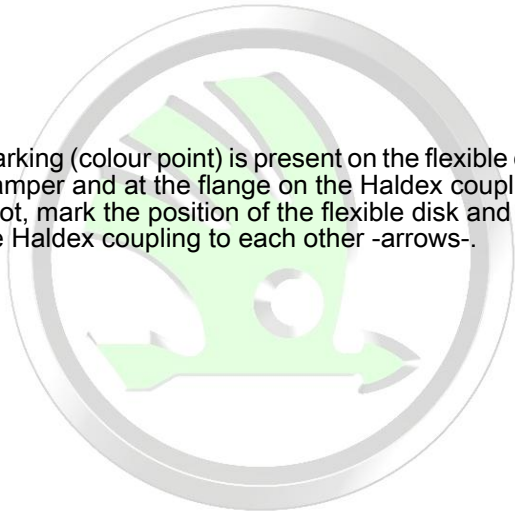 arking (colour point) is present on the flexible
amper and at the flange on the Haldex coupl
ot, mark the position of the flexible disk and
e Haldex coupling to each other -arrows-.